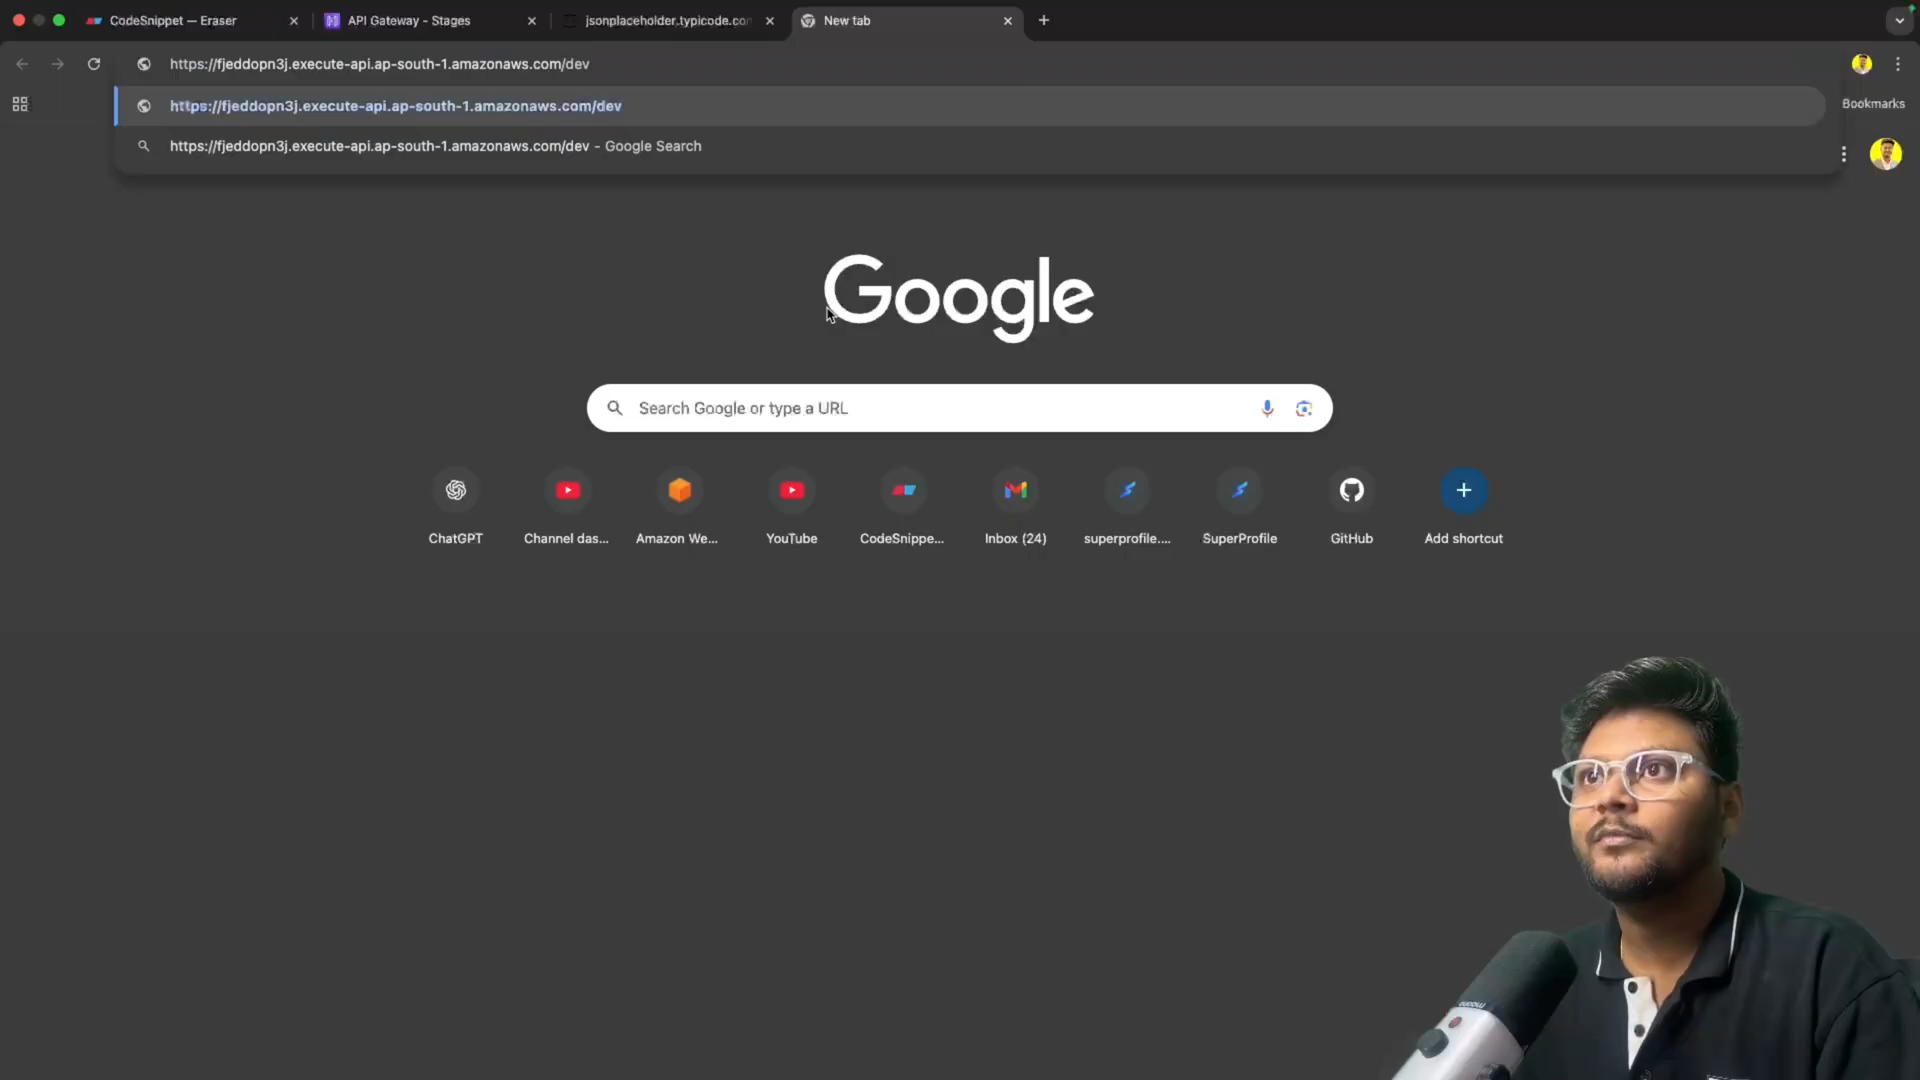 CodeSnippet — Eraser
API Gateway - Stages
jsonplaceholder.typicode.com
New tab
https://fjeddopn3j.execute-api.ap-south-1.amazonaws.com/dev
https://fjeddopn3j.execute-api.ap-south-1.amazonaws.com/dev
Bookmarks
https://fjeddopn3j.execute-api.ap-south-1.amazonaws.com/dev - Google Search
Google
Search Google or type a URL
ChatGPT
Channel das...
Amazon We...
YouTube
CodeSnippe...
Inbox (24)
superprofile....
SuperProfile
GitHub
Add shortcut